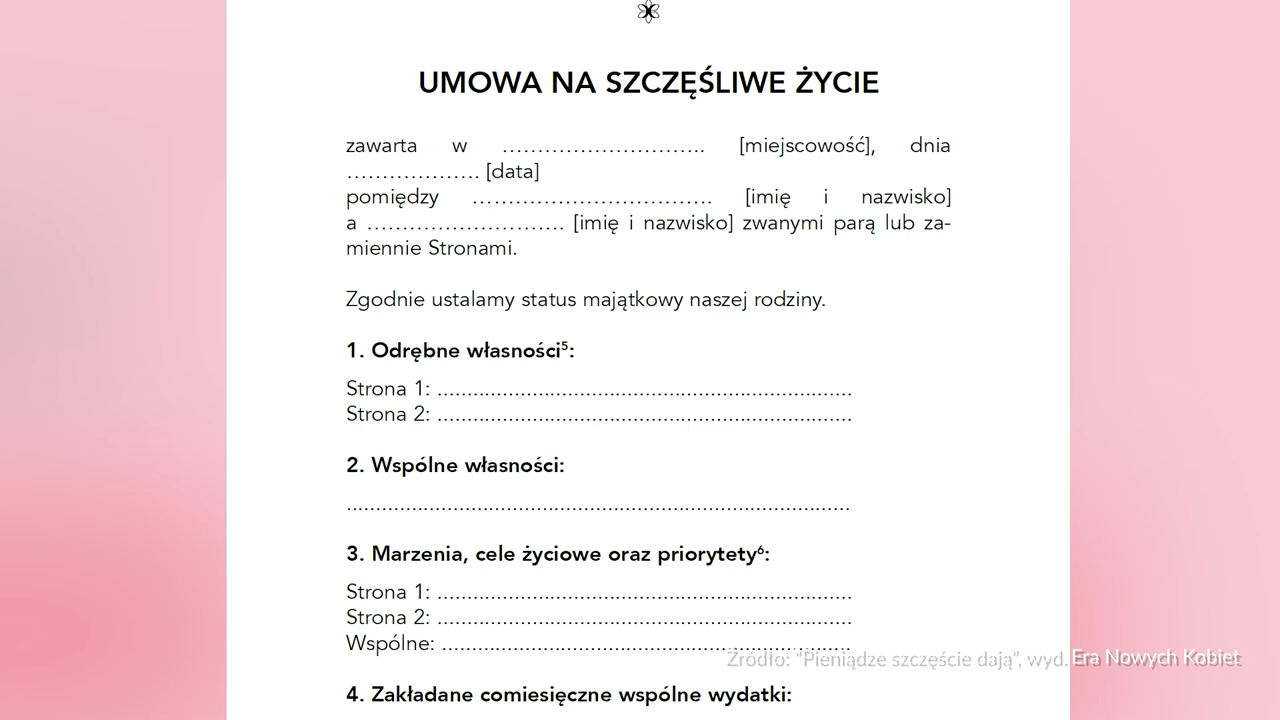 UMOWA NA SZCZĘŚLIWE ŻYCIE
zawarta w ………………………….. [miejscowość], dnia
………………. [data]
pomiędzy ……………………………. [imię i nazwisko]
a ………………………. [imię i nazwisko] zwanymi parą lub za-
miennie Stronami.
Zgodnie ustalamy status majątkowy naszej rodziny.
1. Odrębne własności⁵:
Strona 1: ......................................................................
Strona 2: ......................................................................
2. Wspólne własności:
.....................................................................................
3. Marzenia, cele życiowe oraz priorytety⁶:
Strona 1: ......................................................................
Strona 2: ......................................................................
Wspólne: .....................................................................
Źródło: “Pieniądze szczęście dają”, wyd. Era Nowych Kobiet
4. Zakładane comiesięczne wspólne wydatki: